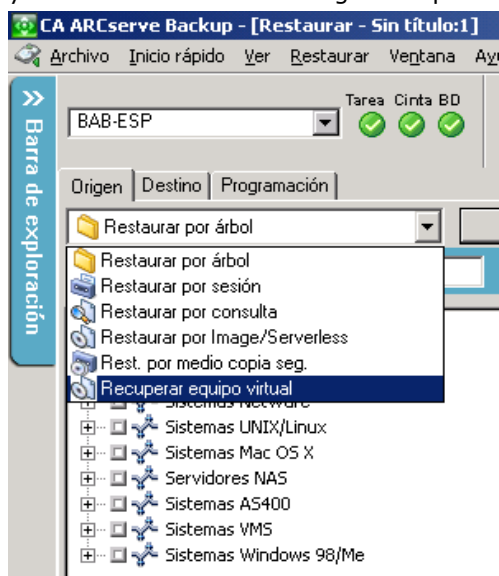 CA ARCserve Backup - [Restaurar - Sin título:1]
Archivo Inicio rápido Ver Restaurar Ventana
Barra de exploración
Tarea Cinta BD
BAB-ESP
Origen Destino Programación
Restaurar por árbol
Restaurar por árbol
Restaurar por sesión
Restaurar por consulta
Restaurar por Image/Serverless
Rest. por medio copia seg.
Recuperar equipo virtual
Sistemas UNIX/Linux
Sistemas Mac OS X
Servidores NAS
Sistemas AS400
Sistemas VMS
Sistemas Windows 98/Me